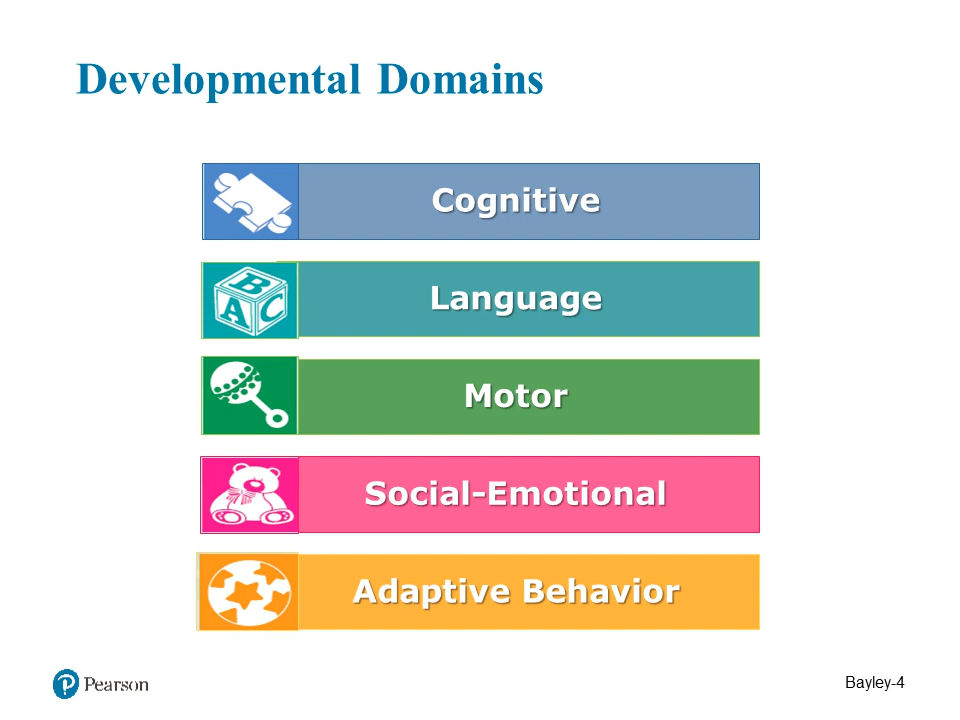 Developmental Domains
Cognitive
B
A C
Language
Motor
Social-Emotional
Adaptive Behavior
P Pearson
Bayley-4